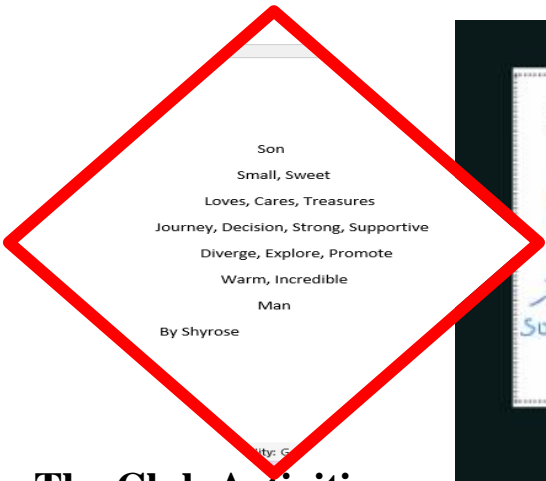 Son
Small, Sweet
Loves, Cares, Treasures
Journey, Decision, Strong, Supportive
Diverge, Explore, Promote
Warm, Incredible
Man
By Shyrose